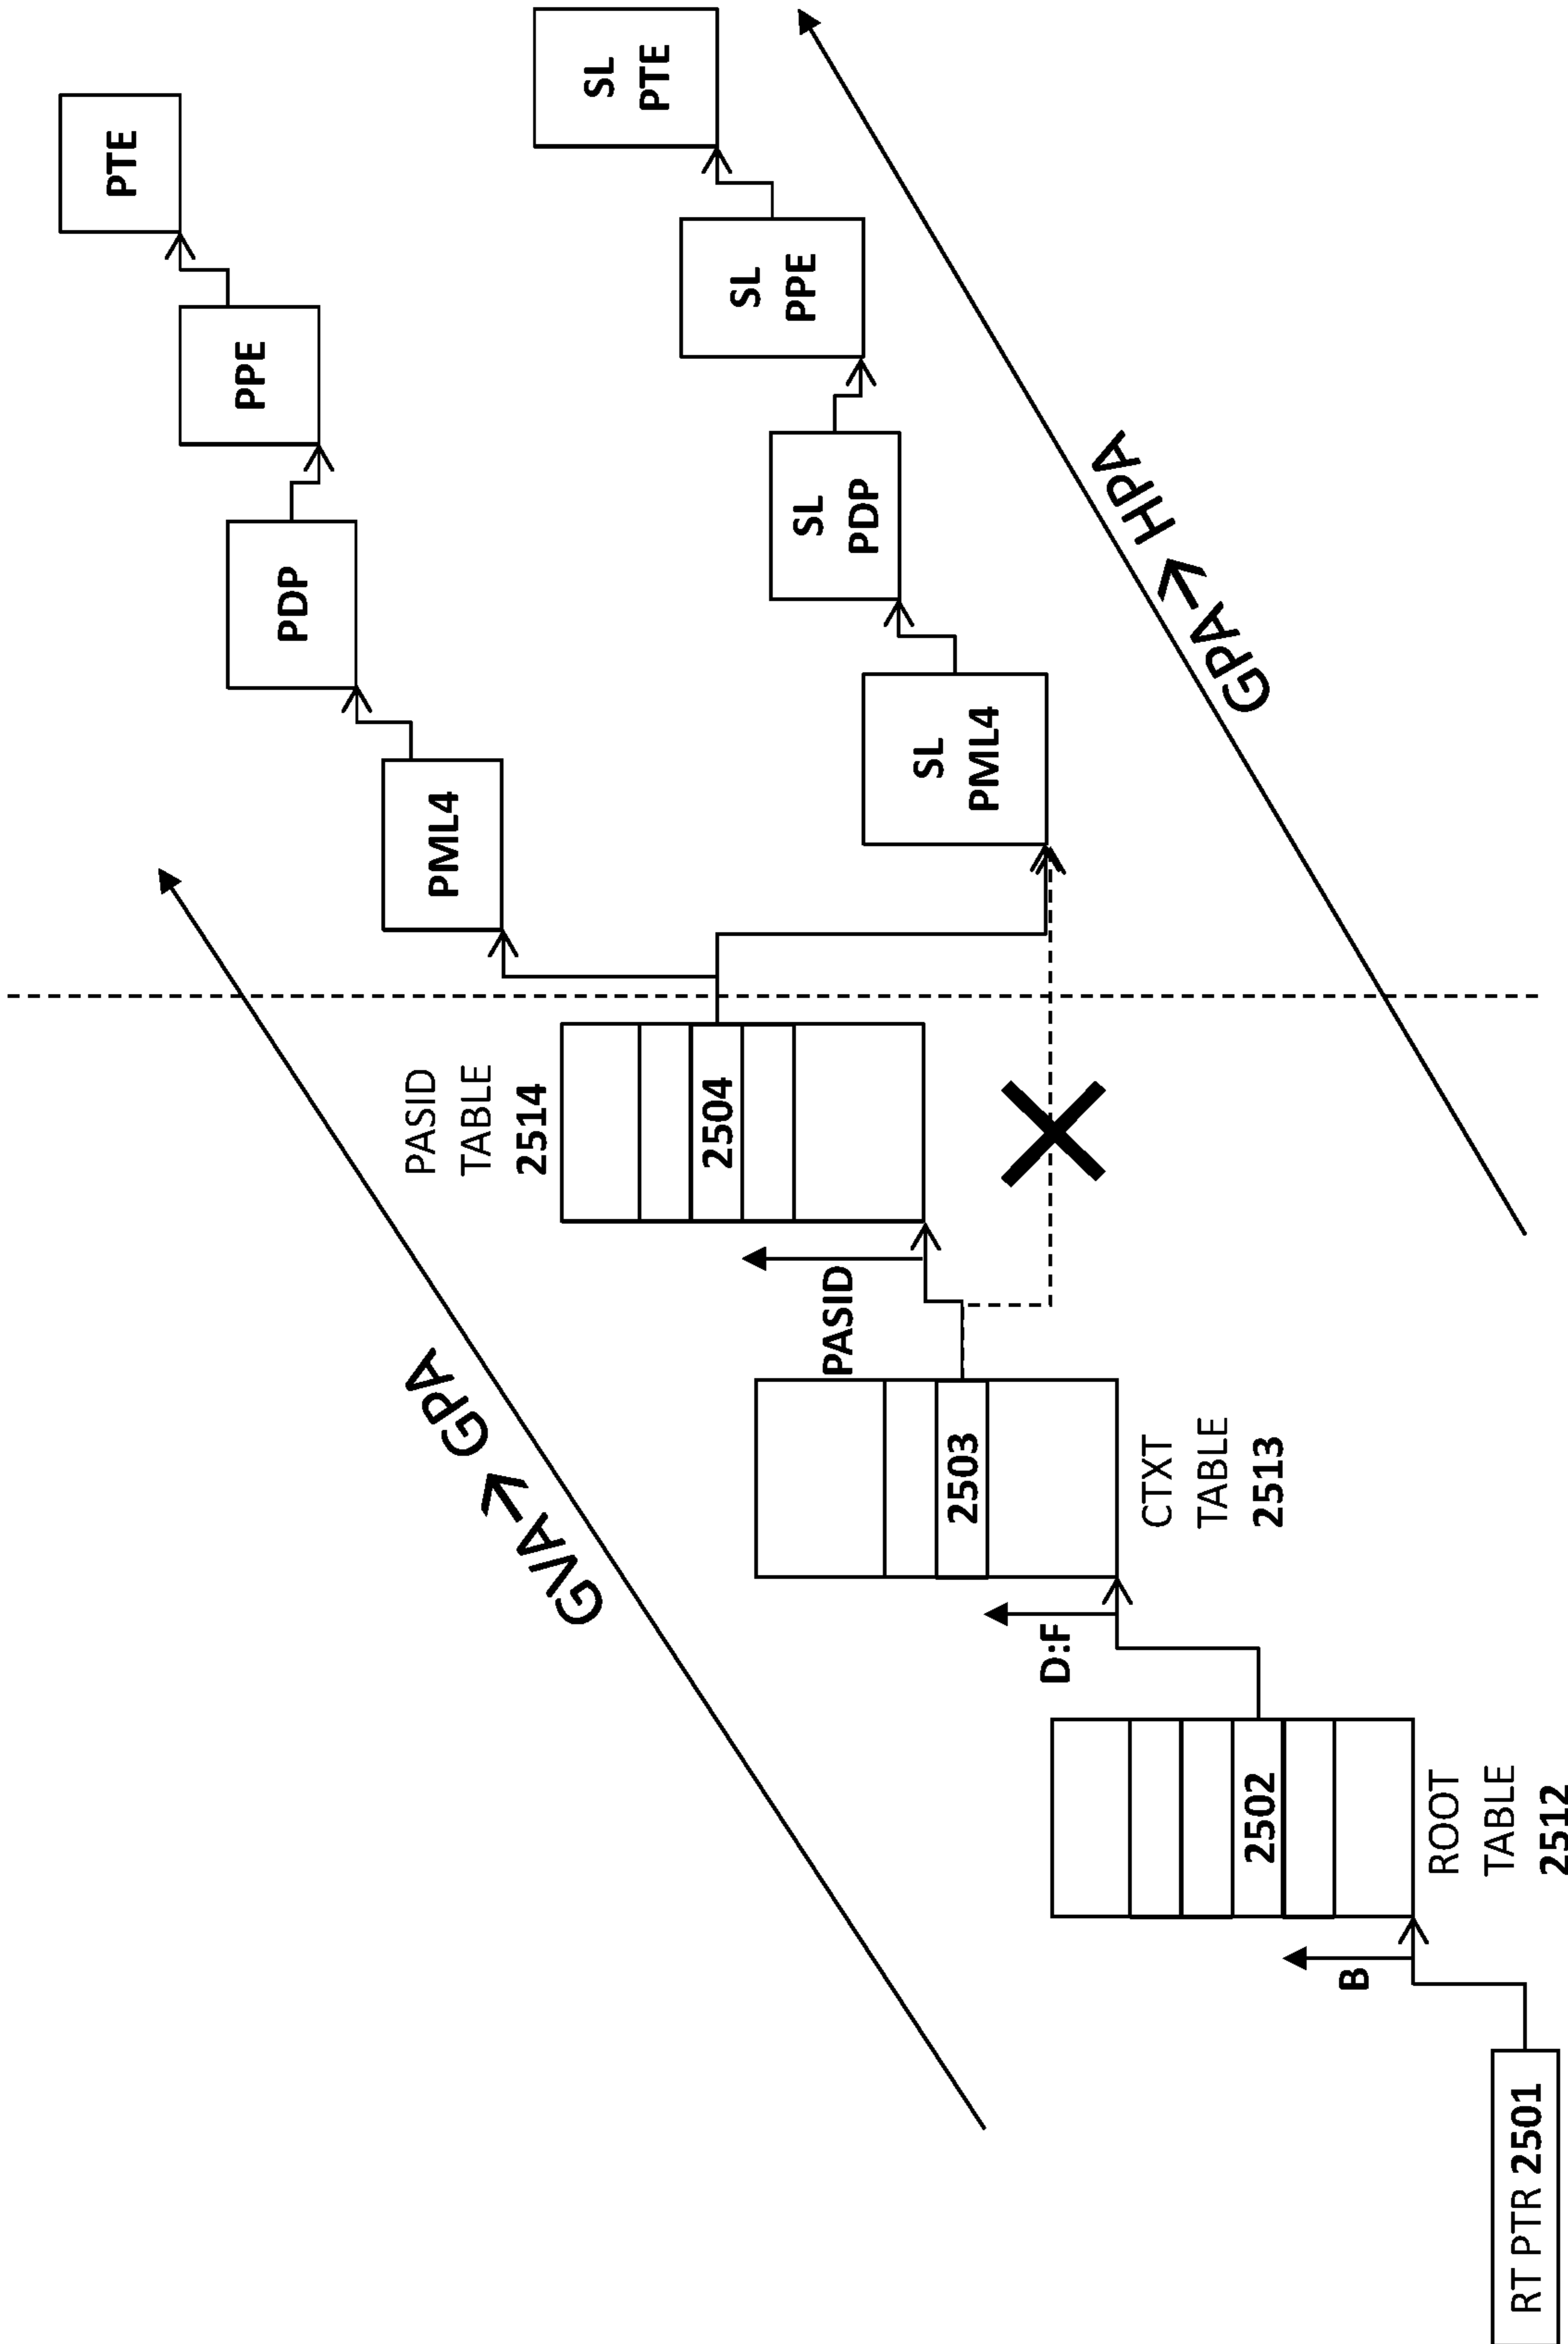 RT PTR 2501
B
ROOT
TABLE
2512
2502
D:F
CTXT
TABLE
2513
2503
PASID
PASID
TABLE
2514
2504
GVA→GPA
PML4
PDP
PPE
PTE
SL
PML4
SL
PDP
SL
PPE
SL
PTE
GPA→HPA